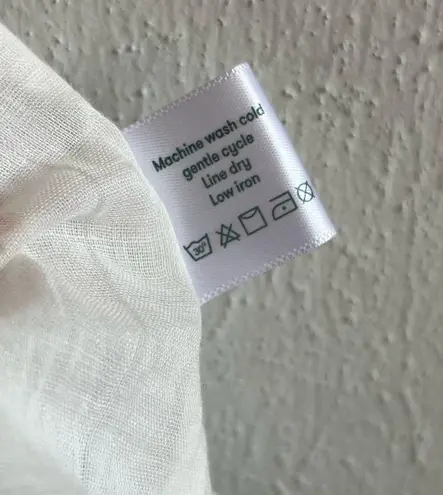 Machine wash cold
gentle cycle
Line dry
Low iron
30°